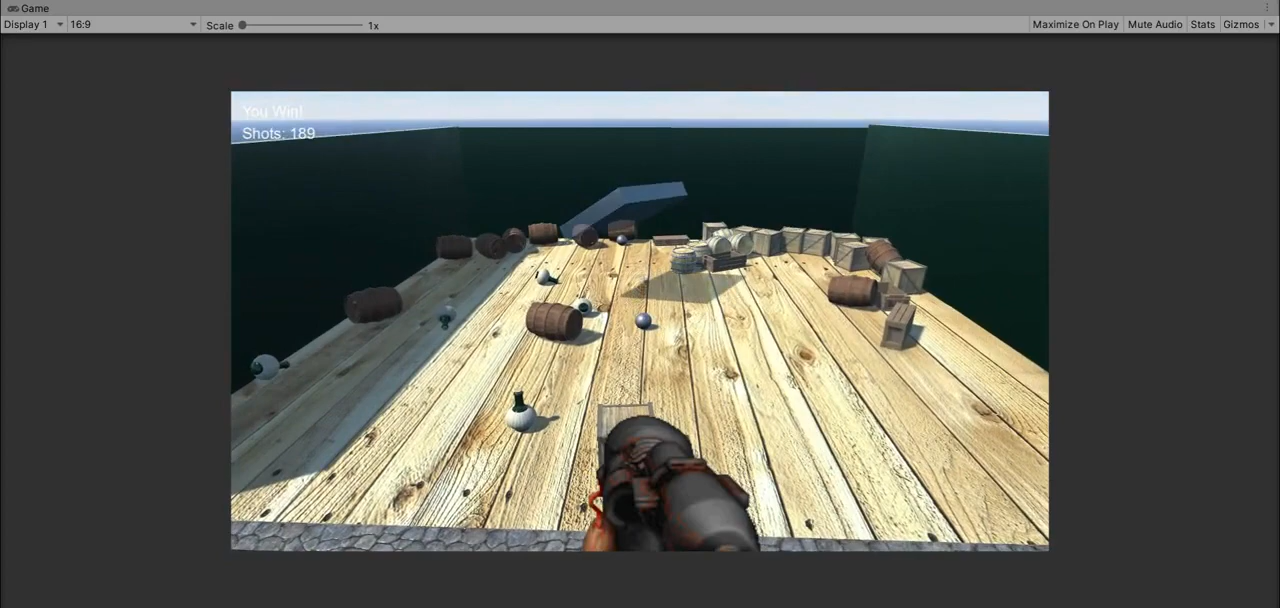 Game
Display 1 16:9 Scale 1x Maximize On Play Mute Audio Stats Gizmos
You Win!
Shots: 189